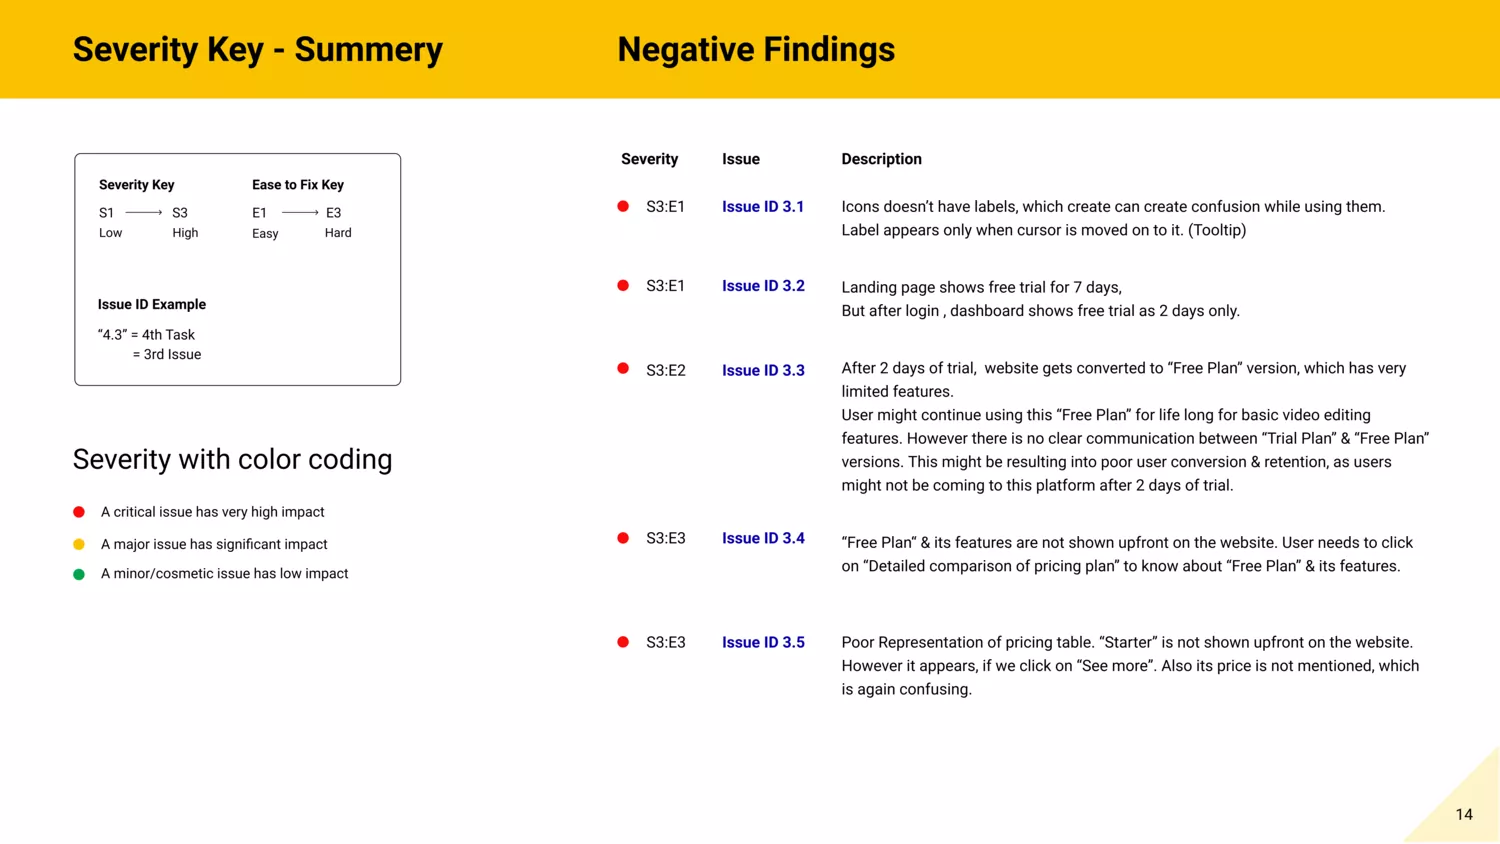 Severity Key - Summery
Negative Findings
Severity Key
Ease to Fix Key
S1 → S3
E1 → E3
Low High
Easy Hard
Issue ID Example
“4.3” = 4th Task
= 3rd Issue
Severity with color coding
A critical issue has very high impact
A major issue has significant impact
A minor/cosmetic issue has low impact
Severity Issue Description
S3:E1 Issue ID 3.1 Icons doesn’t have labels, which create can create confusion while using them.
Label appears only when cursor is moved on to it. (Tooltip)
S3:E1 Issue ID 3.2 Landing page shows free trial for 7 days,
But after login , dashboard shows free trial as 2 days only.
S3:E2 Issue ID 3.3 After 2 days of trial,  website gets converted to “Free Plan” version, which has very
limited features.
User might continue using this “Free Plan” for life long for basic video editing
features. However there is no clear communication between “Trial Plan” & “Free Plan”
versions. This might be resulting into poor user conversion & retention, as users
might not be coming to this platform after 2 days of trial.
S3:E3 Issue ID 3.4 “Free Plan“ & its features are not shown upfront on the website. User needs to click
on “Detailed comparison of pricing plan” to know about “Free Plan” & its features.
S3:E3 Issue ID 3.5 Poor Representation of pricing table. “Starter” is not shown upfront on the website.
However it appears, if we click on “See more”. Also its price is not mentioned, which
is again confusing.
14